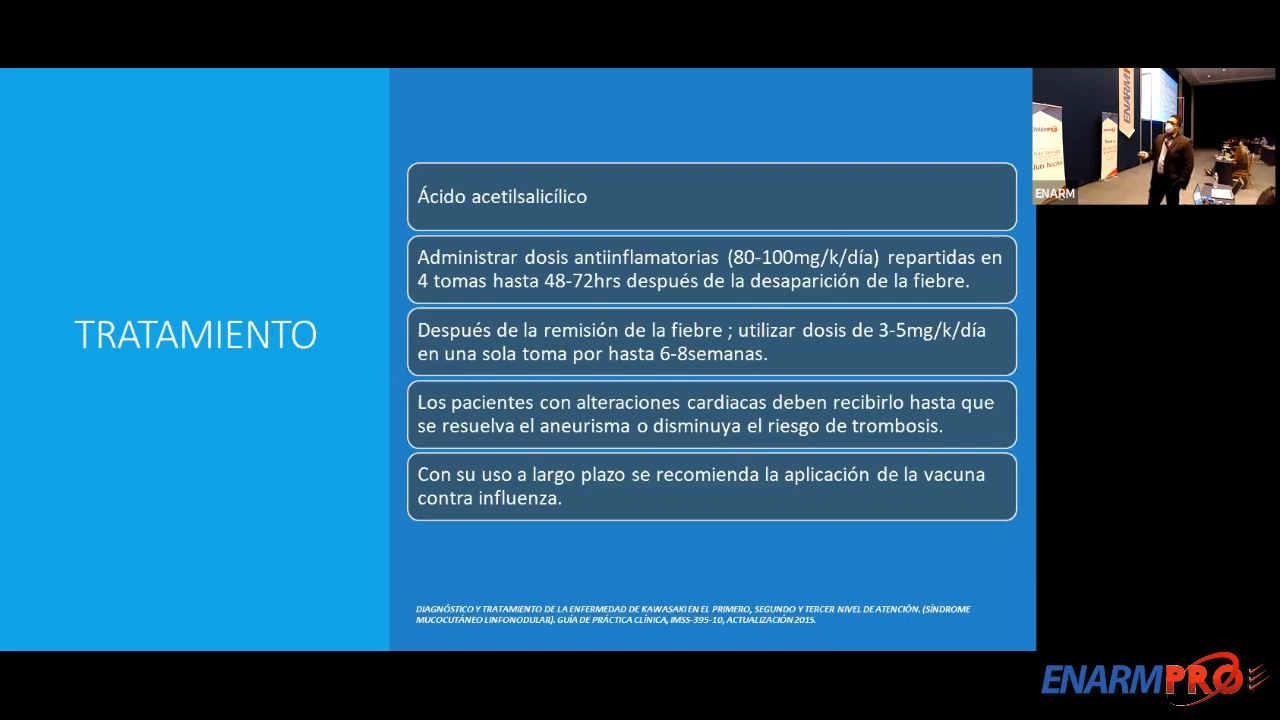 TRATAMIENTO
Ácido acetilsalicílico
Administrar dosis antiinflamatorias (80-100mg/k/día) repartidas en
4 tomas hasta 48-72hrs después de la desaparición de la fiebre.
Después de la remisión de la fiebre ; utilizar dosis de 3-5mg/k/día
en una sola toma por hasta 6-8semanas.
Los pacientes con alteraciones cardiacas deben recibirlo hasta que
se resuelva el aneurisma o disminuya el riesgo de trombosis.
Con su uso a largo plazo se recomienda la aplicación de la vacuna
contra influenza.
DIAGNÓSTICO Y TRATAMIENTO DE LA ENFERMEDAD DE KAWASAKI EN EL PRIMERO, SEGUNDO Y TERCER NIVEL DE ATENCIÓN. (SÍNDROME
MUCOCUTÁNEO LINFONODULAR). GUÍA DE PRÁCTICA CLÍNICA, IMSS-395-10, ACTUALIZACIÓN 2015.
ENARM
ENARMPRO